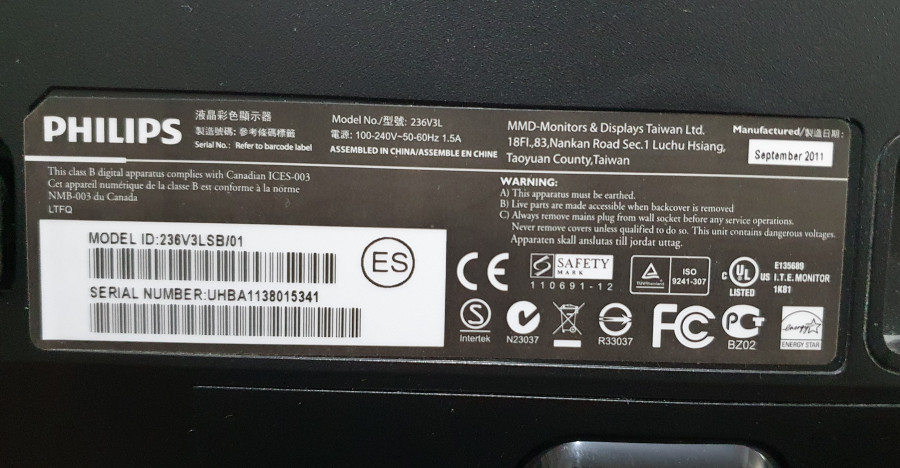 PHILIPS
液晶彩色顯示器
製造號碼: 參考條碼標籤
Serial No.: Refer to barcode label
Model No./型號: 236V3L
電源: 100-240V~50-60Hz 1.5A
ASSEMBLED IN CHINA/ASSEMBLE EN CHINE
MMD-Monitors & Displays Taiwan Ltd.
18Fl.,83,Nankan Road Sec.1 Luchu Hsiang,
Taoyuan County,Taiwan
Manufactured/製造日期:
September 2011
This class B digital apparatus complies with Canadian ICES-003
Cet appareil numérique de la classe B est conforme à la norme
NMB-003 du Canada
LTFQ
WARNING:
A) This apparatus must be earthed.
B) Live parts are made accessible when backcover is removed
C) Always remove mains plug from wall socket before any service operations.
Never remove covers unless qualified to do so. This unit contains dangerous voltages.
Apparaten skall anslutas till jordat uttag.
MODEL ID:236V3LSB/01
SERIAL NUMBER:UHBA1138015341
ES
CE
S SAFETY
MARK
110691-12
TÜVRheinland
ISO
9241-307
C UL US
LISTED
E135689
I.T.E.MONITOR
1K81
S
Intertek
N23037
R33037
FC
PCT
BZ02
energy
ENERGY STAR